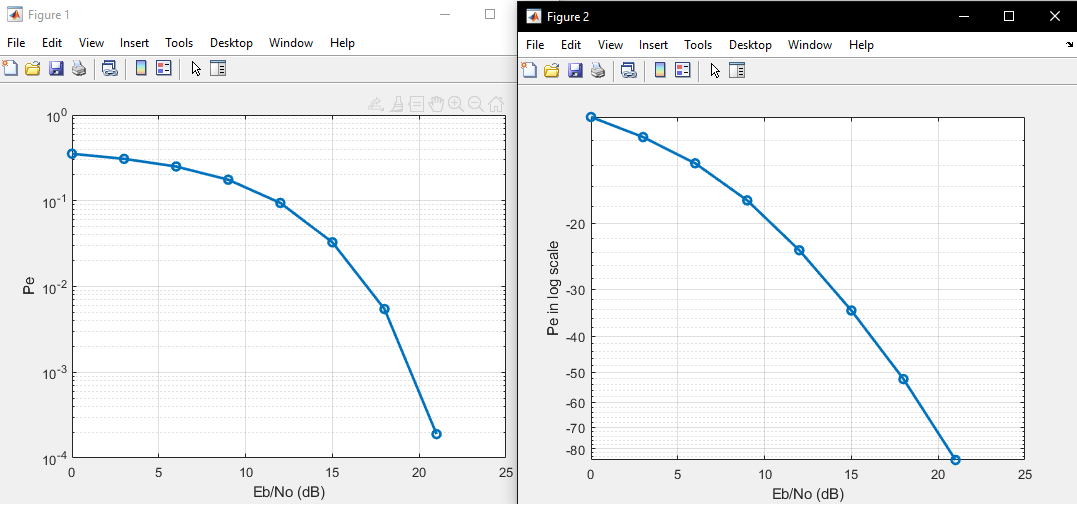 Figure 1
File Edit View Insert Tools Desktop Window Help
10^0
10^-1
10^-2
10^-3
10^-4
Pe
0 5 10 15 20 25
Eb/No (dB)
Figure 2
File Edit View Insert Tools Desktop Window Help
-20
-30
-40
-50
-60
-70
-80
Pe in log scale
0 5 10 15 20 25
Eb/No (dB)